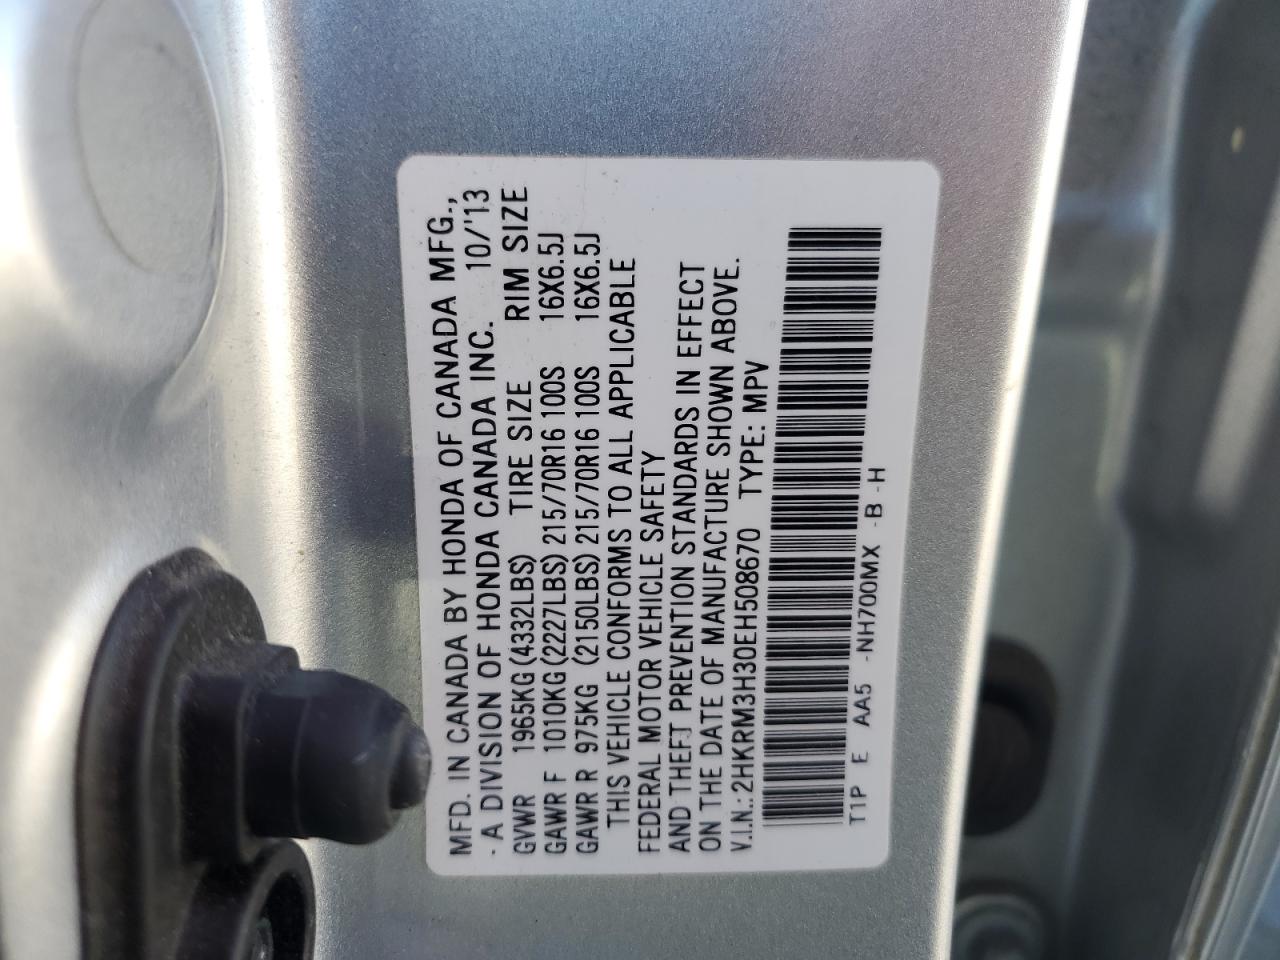 MFD. IN CANADA BY HONDA OF CANADA MFG.,
- A DIVISION OF HONDA CANADA INC. 10/'13
GVWR 1965KG(4332LBS) TIRE SIZE RIM SIZE
GAWR F 1010KG(2227LBS) 215/70R16 100S 16X6.5J
GAWR R 975KG (2150LBS) 215/70R16 100S 16X6.5J
THIS VEHICLE CONFORMS TO ALL APPLICABLE
FEDERAL MOTOR VEHICLE SAFETY
AND THEFT PREVENTION STANDARDS IN EFFECT
ON THE DATE OF MANUFACTURE SHOWN ABOVE.
V.I.N.: 2HKRM3H30EH508670 TYPE: MPV
T1P E AA5 -NH700MX -B -H